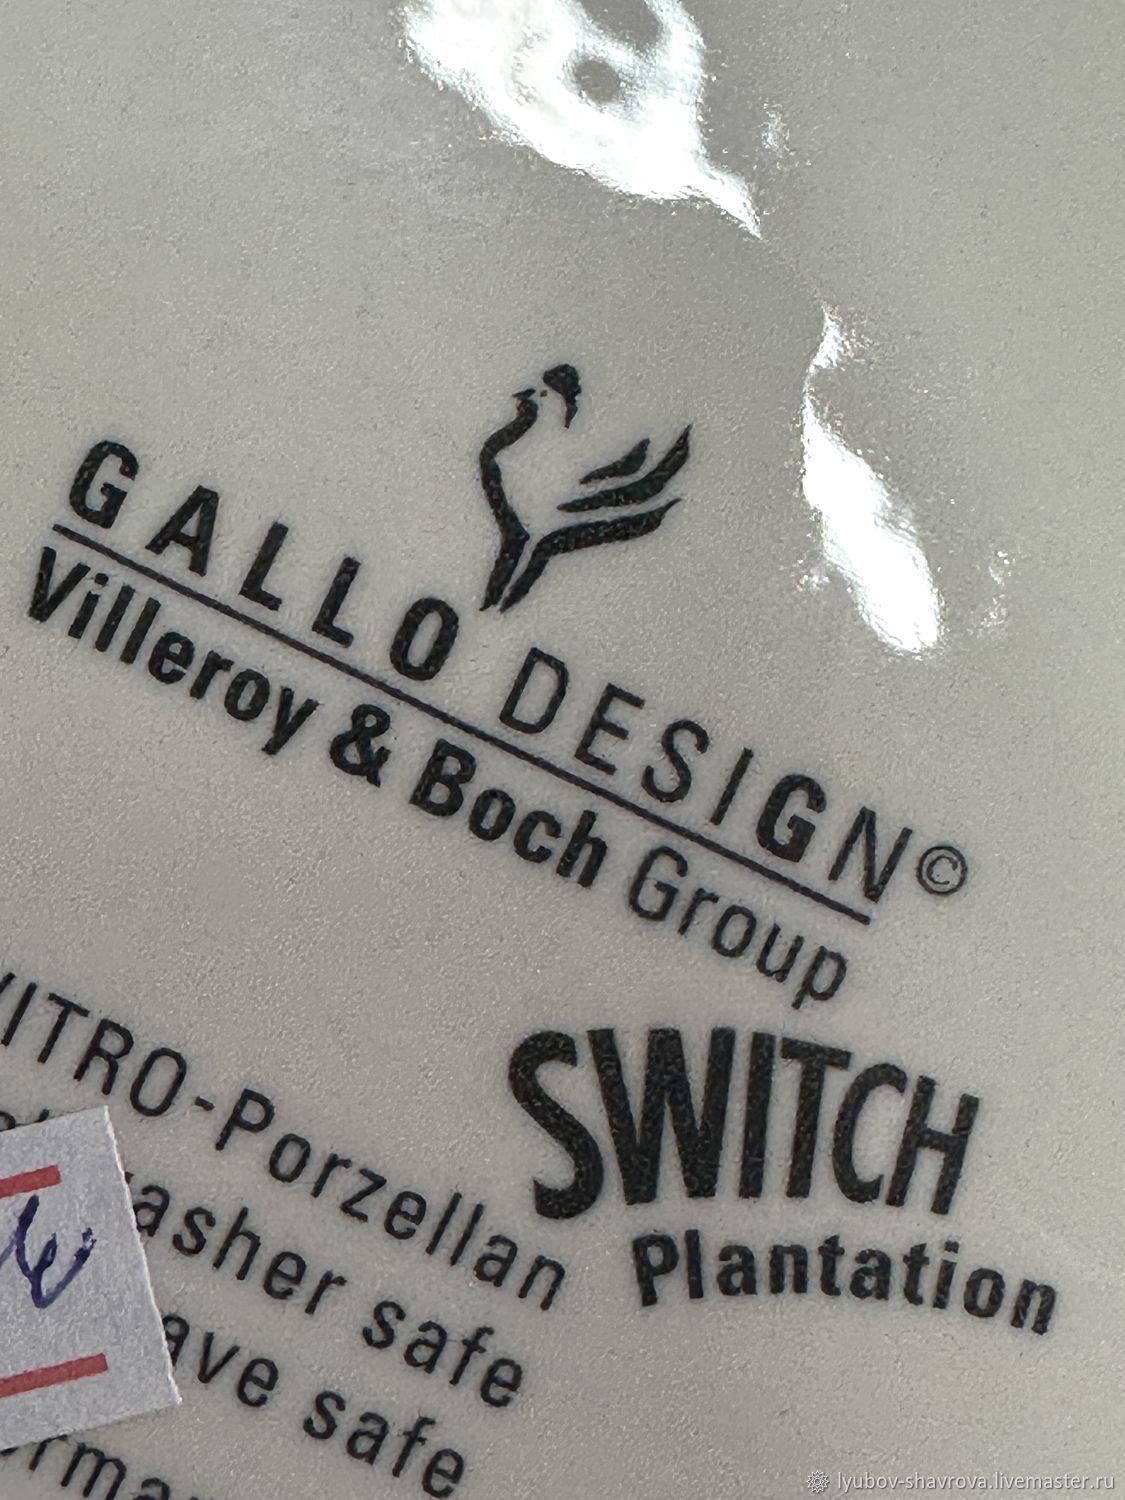 GALLO DESIGN©
Villeroy & Boch Group
SWITCH
Plantation
VITRO-Porzellan
asher safe
ave safe
lyubov-shavrova.livemaster.ru